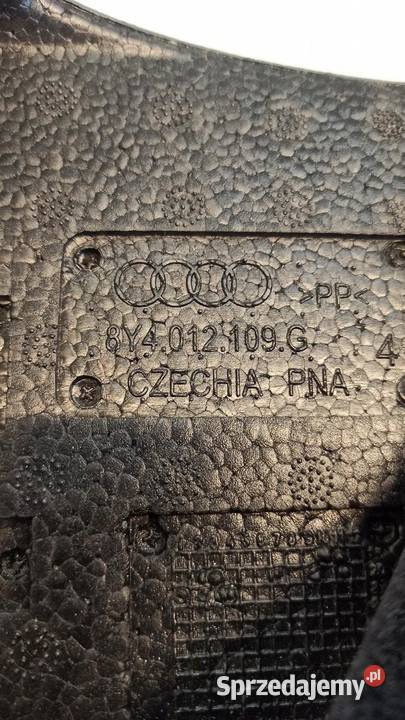 >PP<
8Y4.012.109.G
4
CZECHIA PNA
Sprzedajemy.pl